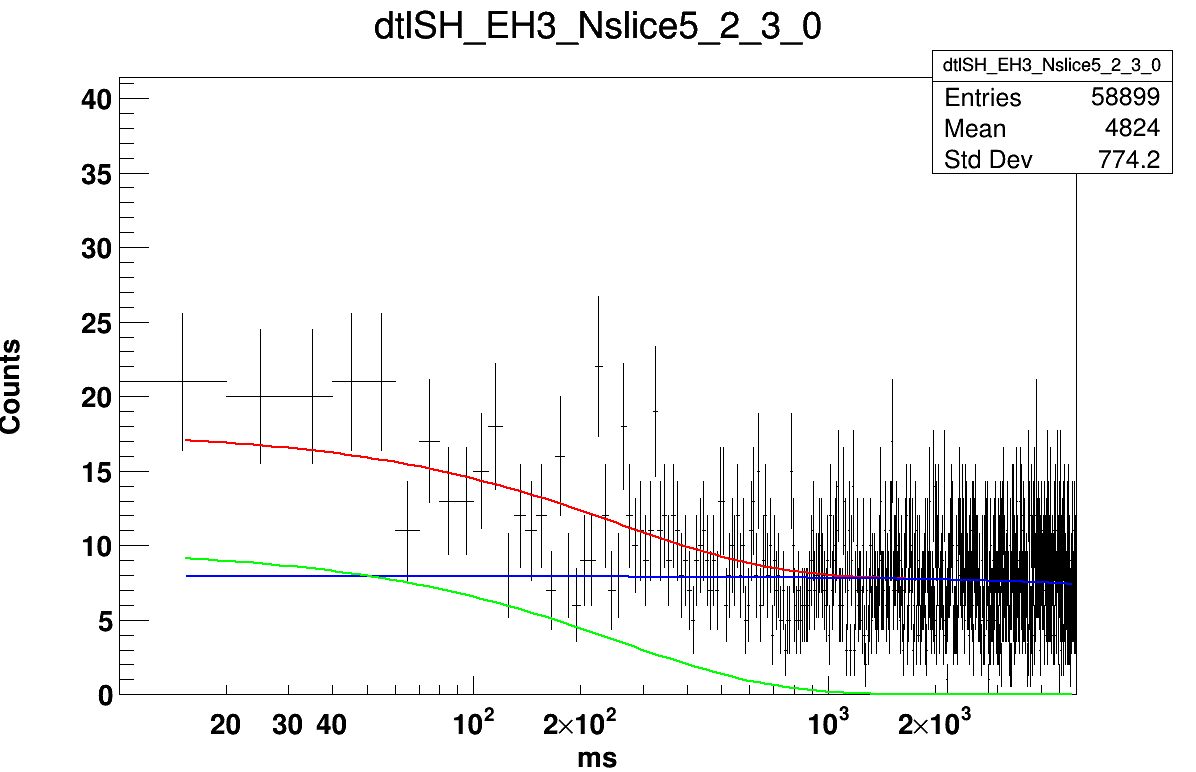 dtlSH_EH3_Nslice5_2_3_0
dtlSH_EH3_Nslice5_2_3_0
Entries 58899
Mean 4824
Std Dev 774.2
40
35
30
25
20
15
10
5
0
Counts
20 30 40 10² 2×10² 10³ 2×10³
ms